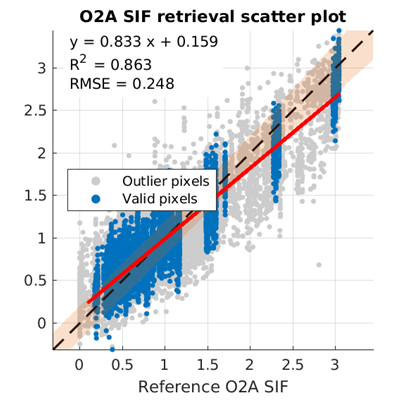 O2A SIF retrieval scatter plot
y = 0.833 x + 0.159
R² = 0.863
RMSE = 0.248
Outlier pixels
Valid pixels
3
2.5
2
1.5
1
0.5
0
0 0.5 1 1.5 2 2.5 3
Reference O2A SIF